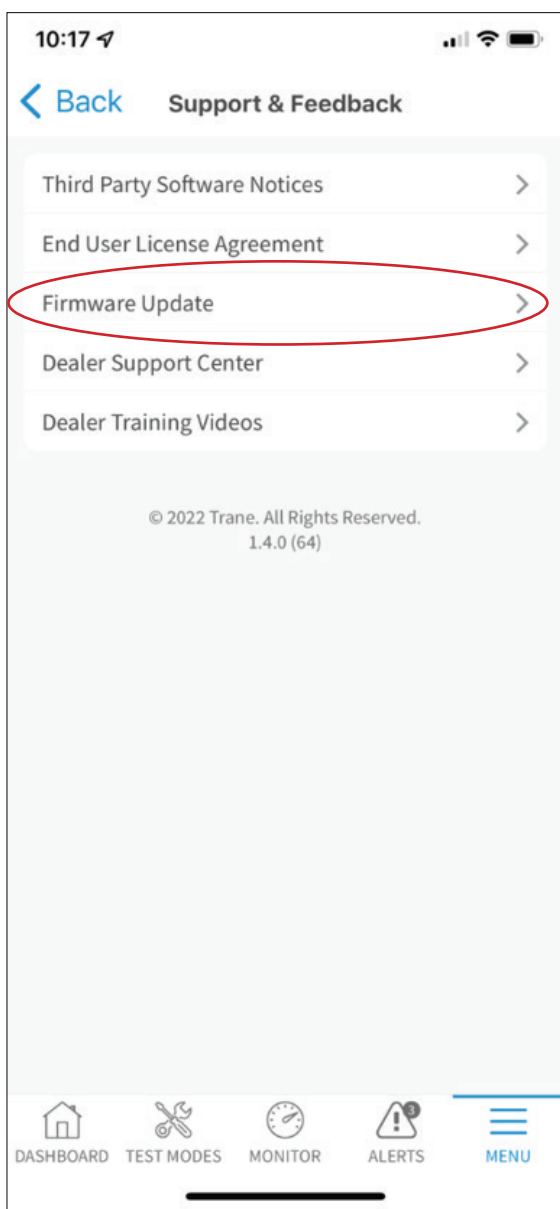 10:17
Back Support & Feedback
Third Party Software Notices
End User License Agreement
Firmware Update
Dealer Support Center
Dealer Training Videos
© 2022 Trane. All Rights Reserved.
1.4.0 (64)
3
DASHBOARD TEST MODES MONITOR ALERTS MENU